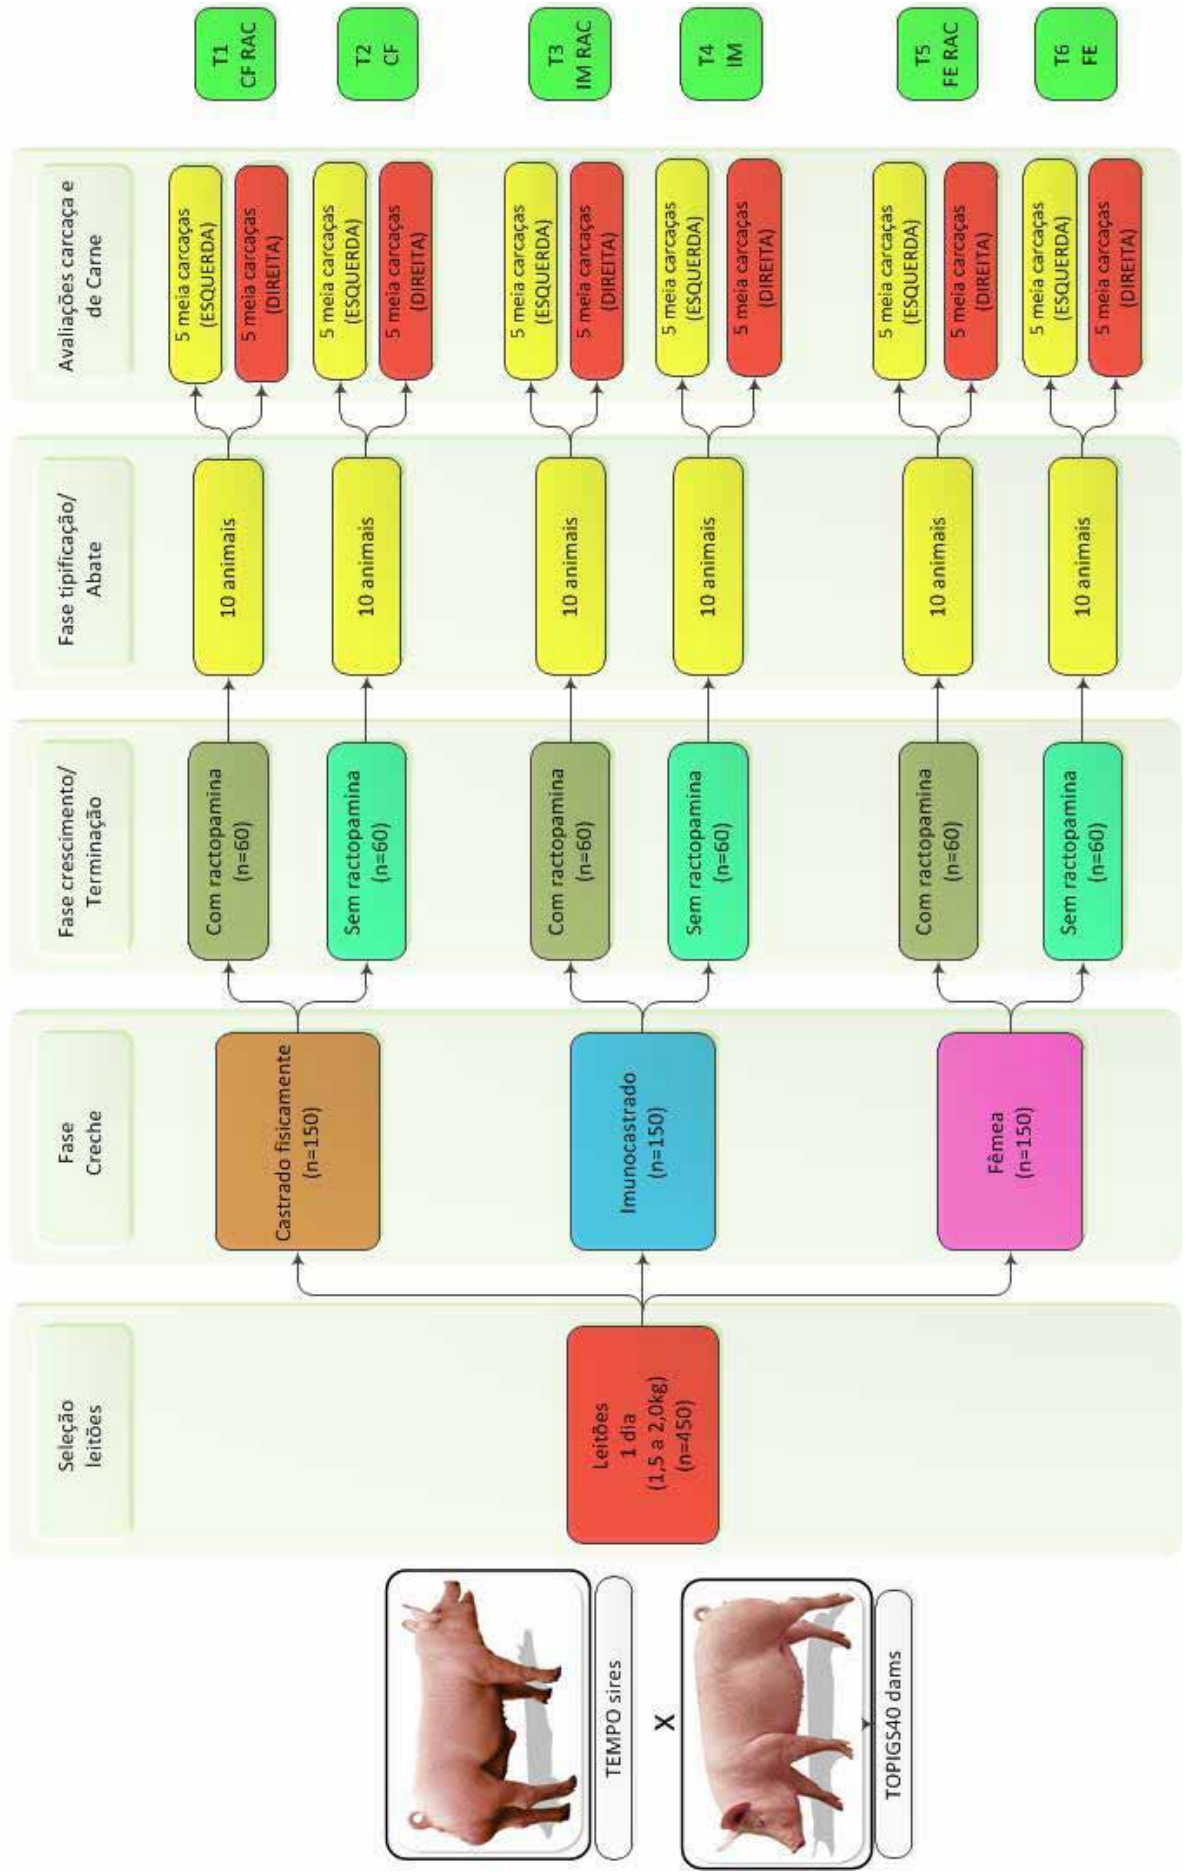 TEMPO sires
X
TOPIGS40 dams
Seleção
leitões
Leitões
1 dia
(1,5 a 2,0kg)
(n=450)
Fase
Creche
Castrado fisicamente
(n=150)
Imunocastrado
(n=150)
Fêmea
(n=150)
Fase crescimento/
Terminação
Com ractopamina
(n=60)
Sem ractopamina
(n=60)
Com ractopamina
(n=60)
Sem ractopamina
(n=60)
Com ractopamina
(n=60)
Sem ractopamina
(n=60)
Fase tipificação/
Abate
10 animais
10 animais
10 animais
10 animais
10 animais
10 animais
Avaliações carcaça e
de Carne
5 meia carcaças
(ESQUERDA)
5 meia carcaças
(DIREITA)
5 meia carcaças
(ESQUERDA)
5 meia carcaças
(DIREITA)
5 meia carcaças
(ESQUERDA)
5 meia carcaças
(DIREITA)
5 meia carcaças
(ESQUERDA)
5 meia carcaças
(DIREITA)
5 meia carcaças
(ESQUERDA)
5 meia carcaças
(DIREITA)
5 meia carcaças
(ESQUERDA)
5 meia carcaças
(DIREITA)
T1
CF RAC
T2
CF
T3
IM RAC
T4
IM
T5
FE RAC
T6
FE